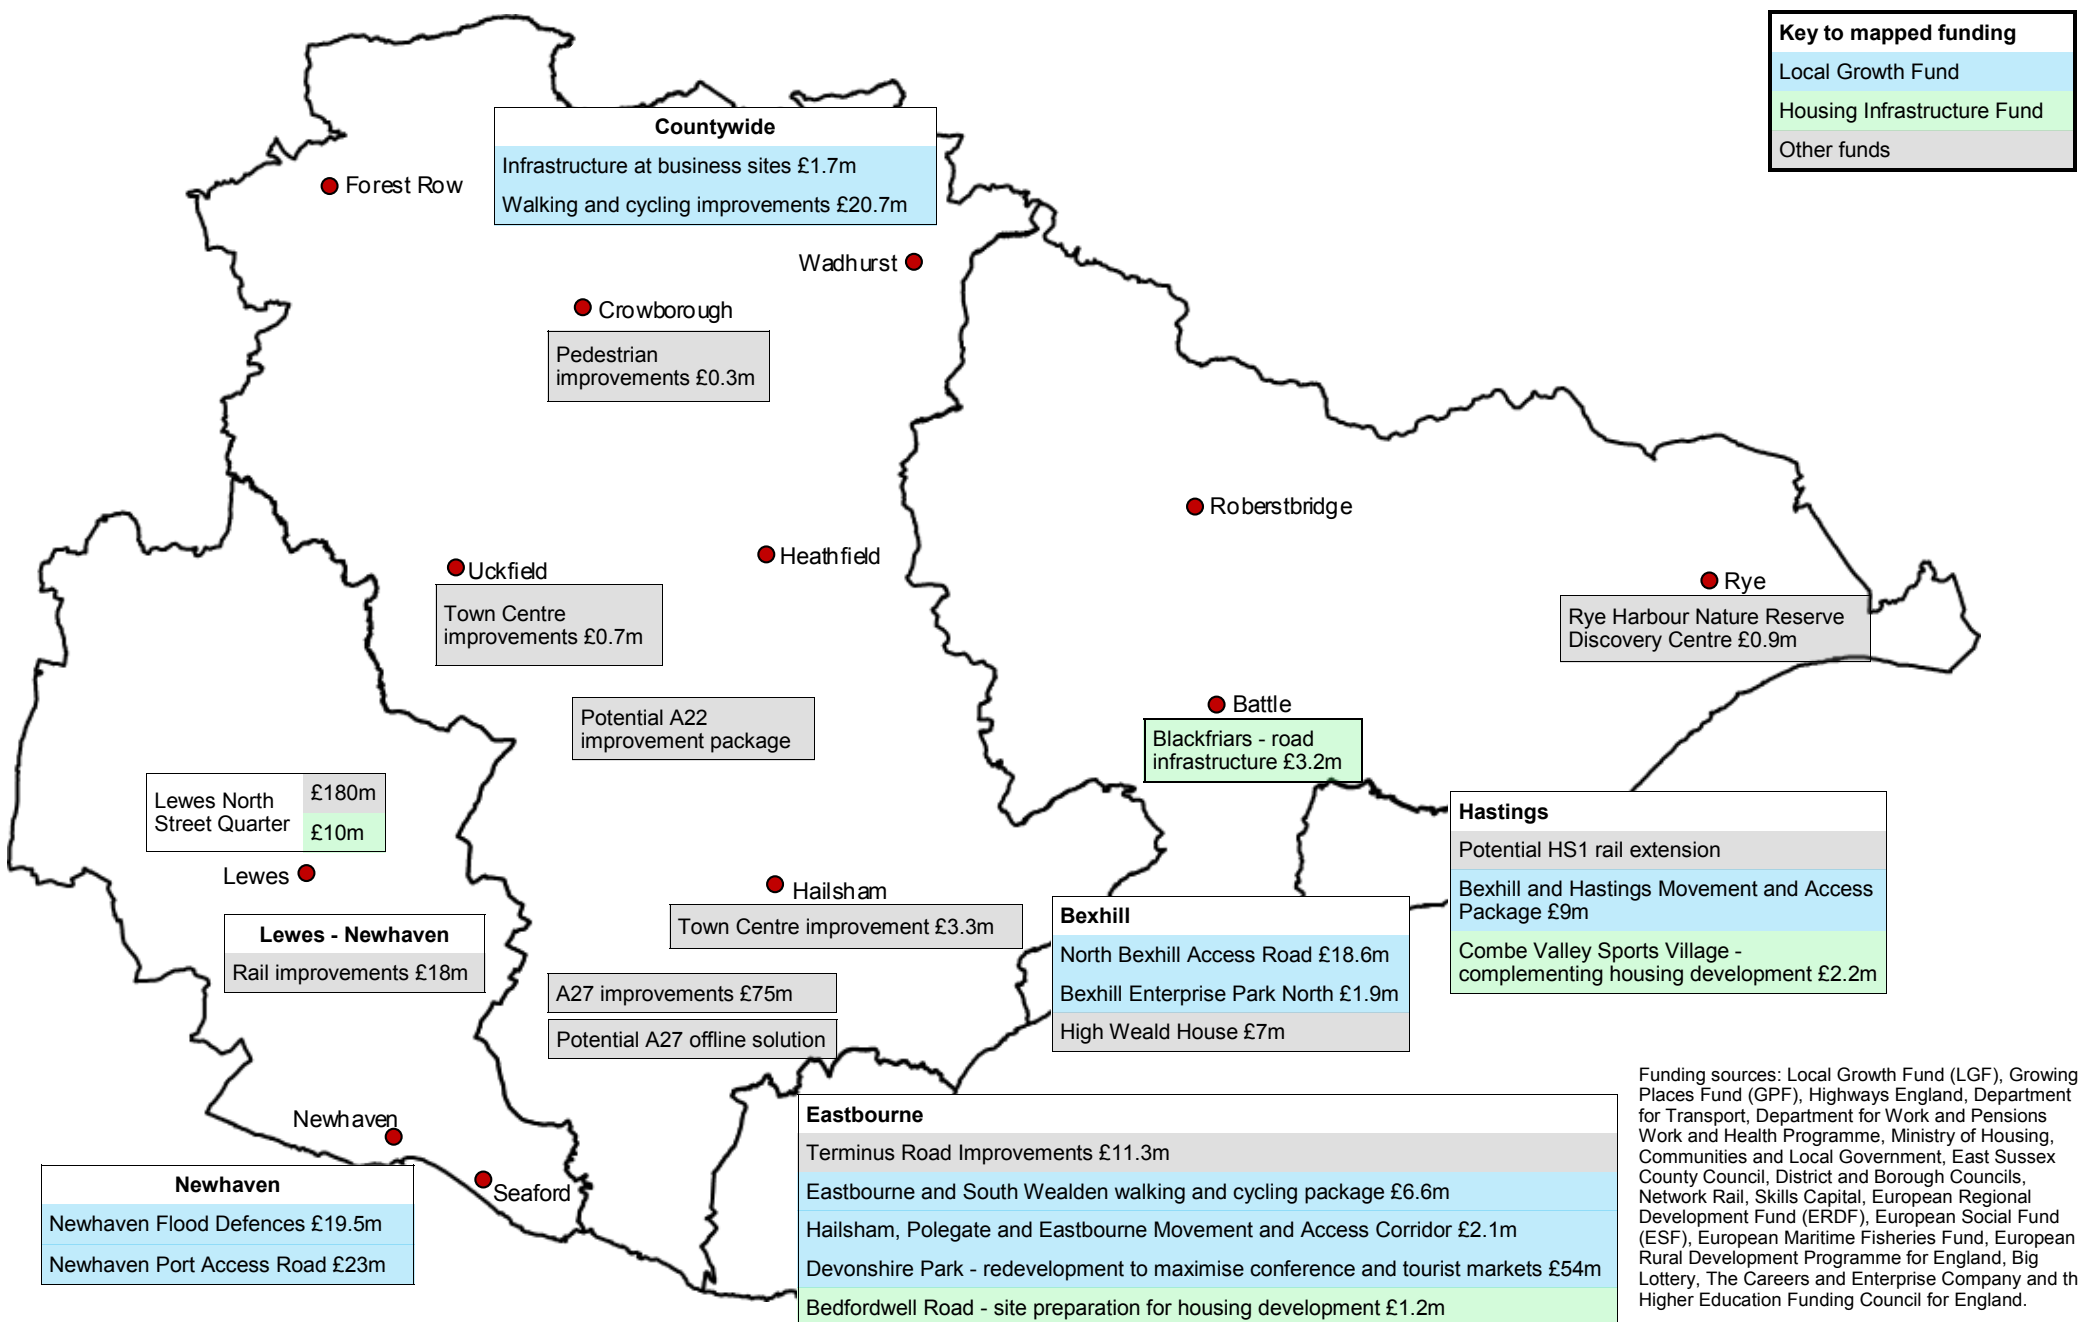 Key to mapped funding
Local Growth Fund
Housing Infrastructure Fund
Other funds
Countywide
Infrastructure at business sites £1.7m
Walking and cycling improvements £20.7m
Forest Row
Wadhurst
Crowborough
Pedestrian
improvements £0.3m
Roberstbridge
Heathfield
Uckfield
Town Centre
improvements £0.7m
Rye
Rye Harbour Nature Reserve
Discovery Centre £0.9m
Potential A22
improvement package
Battle
Blackfriars - road
infrastructure £3.2m
Lewes North
Street Quarter
£180m
£10m
Lewes
Hastings
Potential HS1 rail extension
Bexhill and Hastings Movement and Access
Package £9m
Combe Valley Sports Village -
complementing housing development £2.2m
Hailsham
Town Centre improvement £3.3m
Lewes - Newhaven
Rail improvements £18m
Bexhill
North Bexhill Access Road £18.6m
Bexhill Enterprise Park North £1.9m
High Weald House £7m
A27 improvements £75m
Potential A27 offline solution
Newhaven
Seaford
Newhaven
Newhaven Flood Defences £19.5m
Newhaven Port Access Road £23m
Eastbourne
Terminus Road Improvements £11.3m
Eastbourne and South Wealden walking and cycling package £6.6m
Hailsham, Polegate and Eastbourne Movement and Access Corridor £2.1m
Devonshire Park - redevelopment to maximise conference and tourist markets £54m
Bedfordwell Road - site preparation for housing development £1.2m
Funding sources: Local Growth Fund (LGF), Growing
Places Fund (GPF), Highways England, Department
for Transport, Department for Work and Pensions
Work and Health Programme, Ministry of Housing,
Communities and Local Government, East Sussex
County Council, District and Borough Councils,
Network Rail, Skills Capital, European Regional
Development Fund (ERDF), European Social Fund
(ESF), European Maritime Fisheries Fund, European
Rural Development Programme for England, Big
Lottery, The Careers and Enterprise Company and th
Higher Education Funding Council for England.